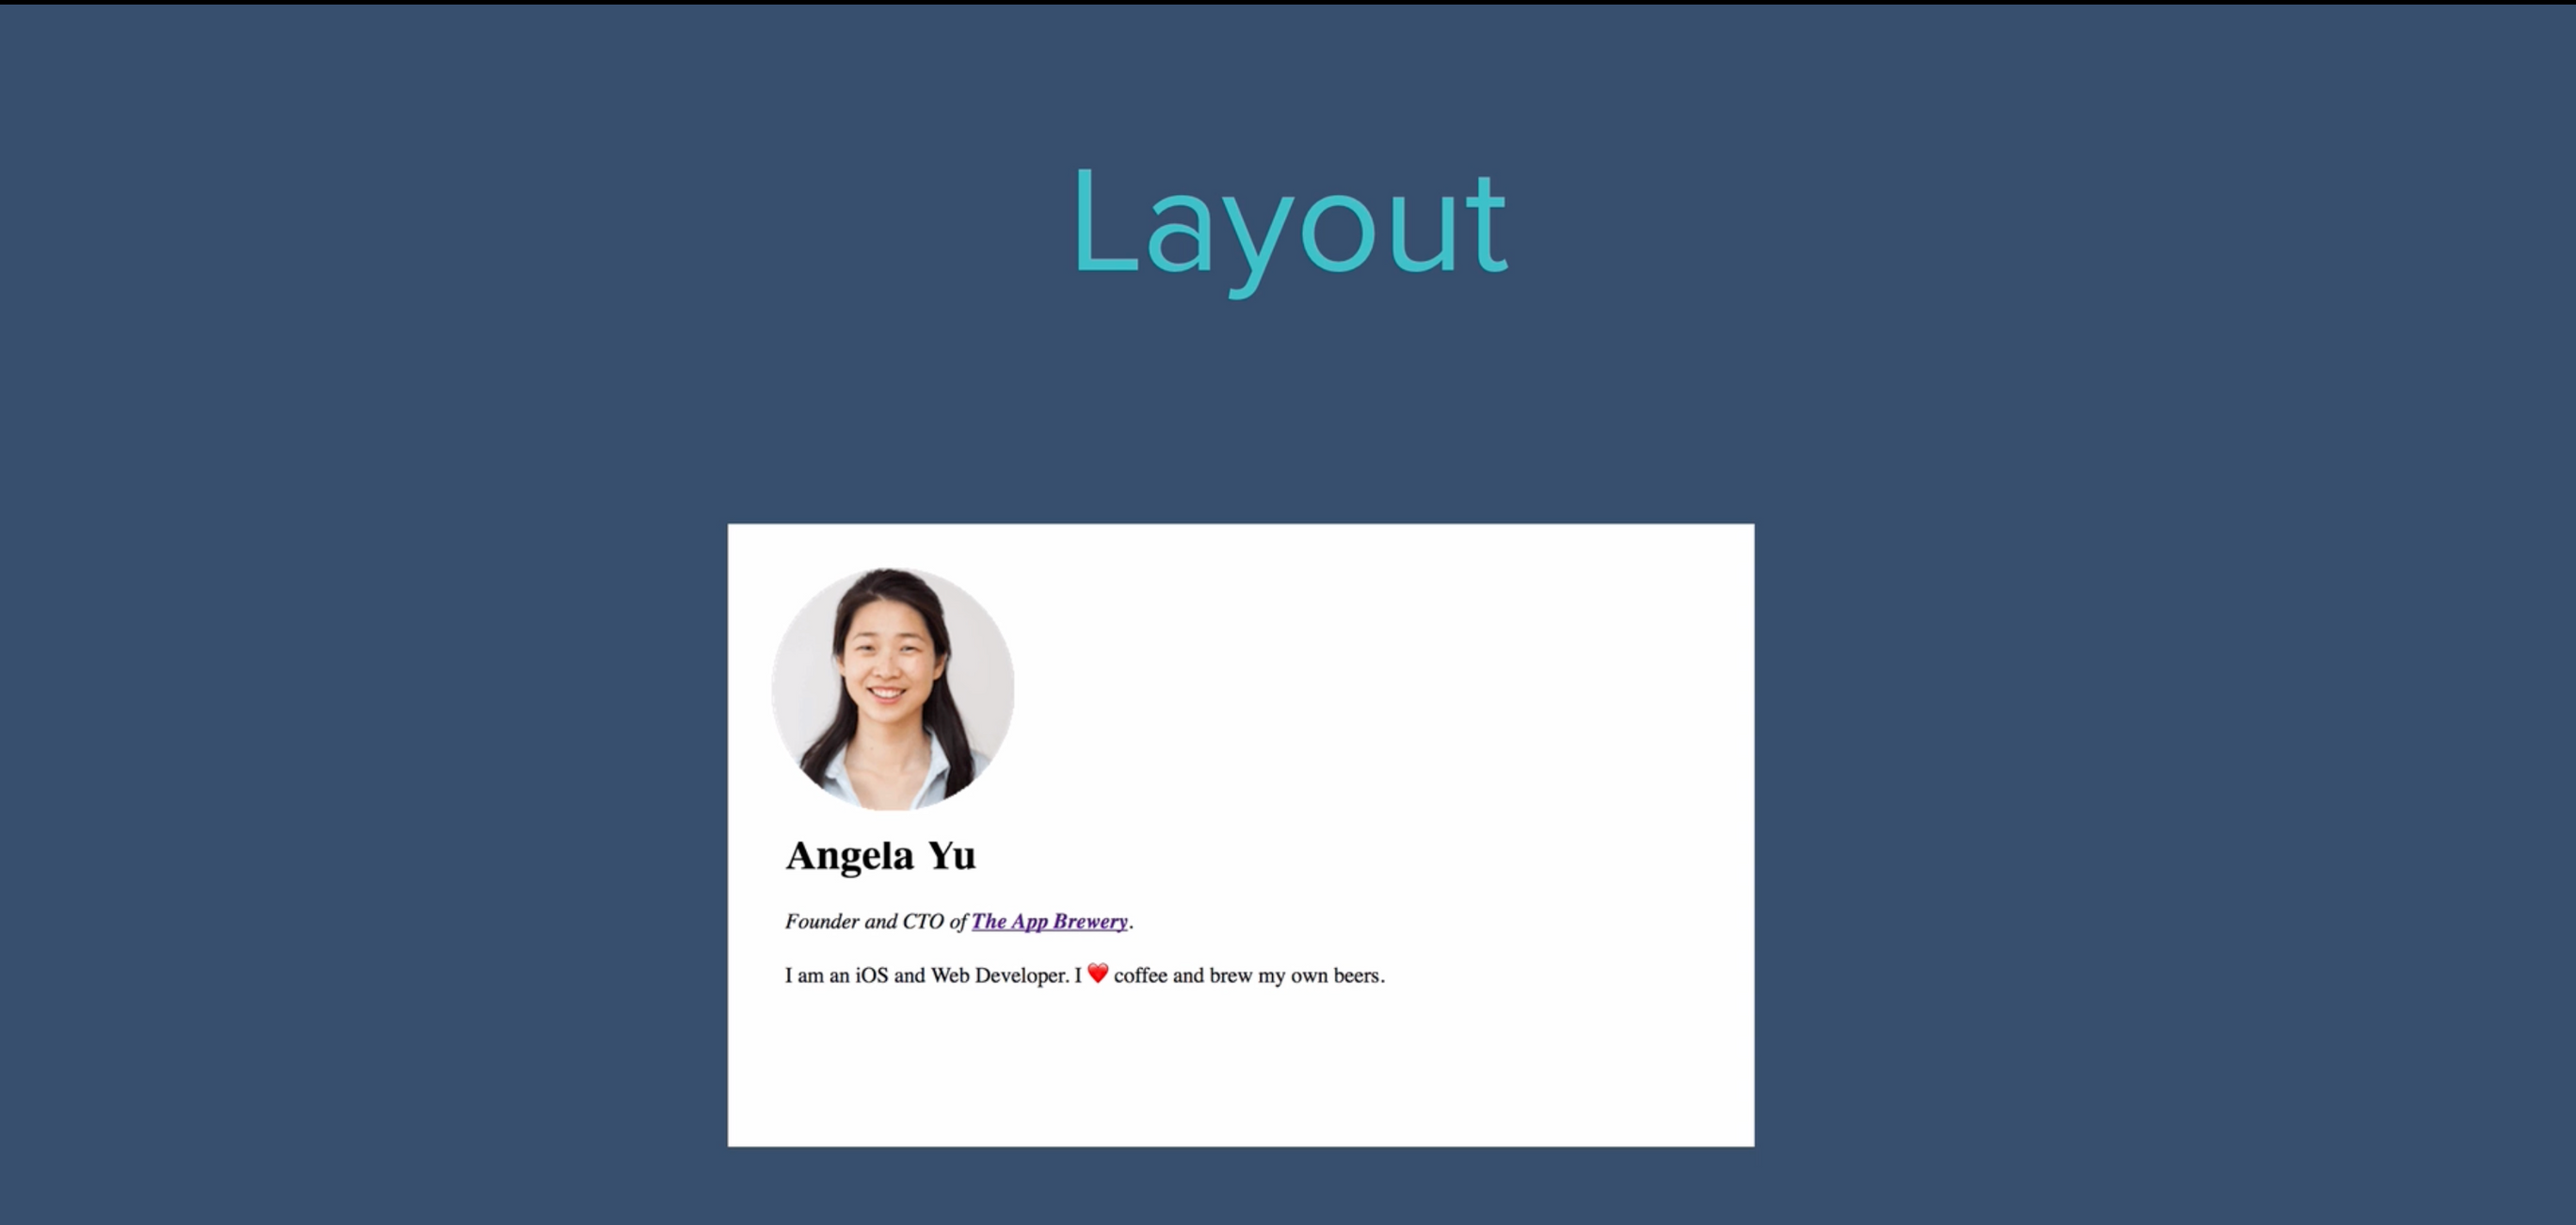 Layout
Angela Yu
Founder and CTO of The App Brewery.
I am an iOS and Web Developer. I ❤️ coffee and brew my own beers.